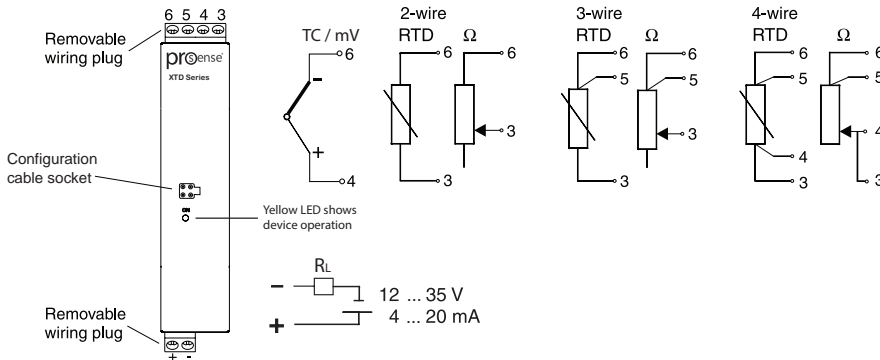 6 5 4 3
Removable
wiring plug
prosense
XTD Series
Configuration
cable socket
ON
Yellow LED shows
device operation
Removable
wiring plug
+ -
TC / mV
6
-
+
4
2-wire
RTD Ω
6 6
3
3
3-wire
RTD Ω
6 6
5 5
3
3
4-wire
RTD Ω
6 6
5 5
4
4
3 3
RL
- 12 ... 35 V
+ 4 ... 20 mA